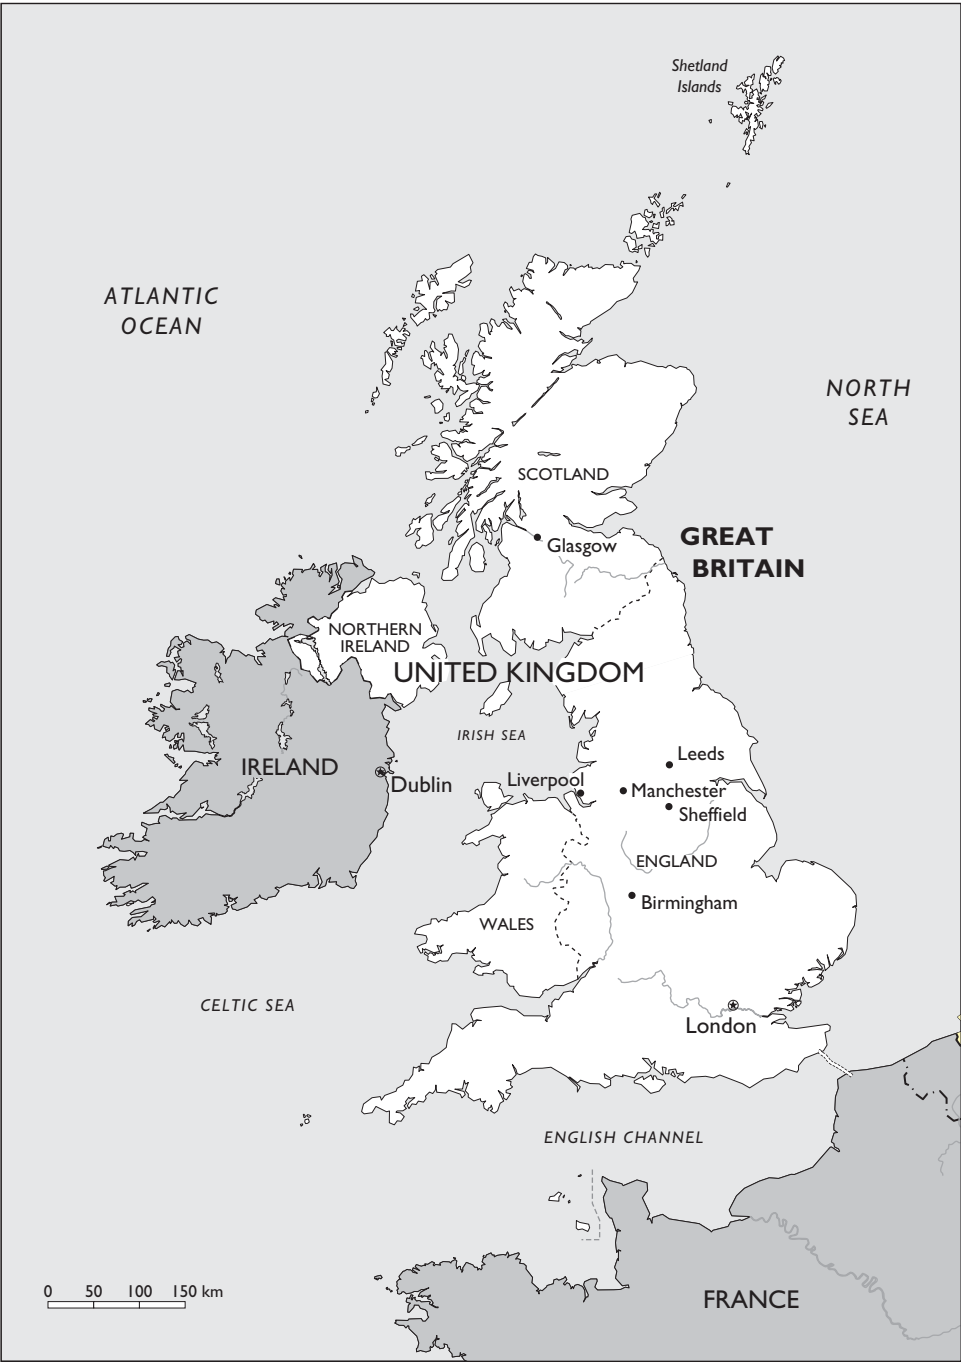 Shetland
Islands
ATLANTIC
OCEAN
NORTH
SEA
SCOTLAND
GREAT
BRITAIN
Glasgow
NORTHERN
IRELAND
UNITED KINGDOM
IRISH SEA
Leeds
IRELAND
Dublin
Liverpool
Manchester
Sheffield
ENGLAND
Birmingham
WALES
CELTIC SEA
London
ENGLISH CHANNEL
0 50 100 150 km
FRANCE